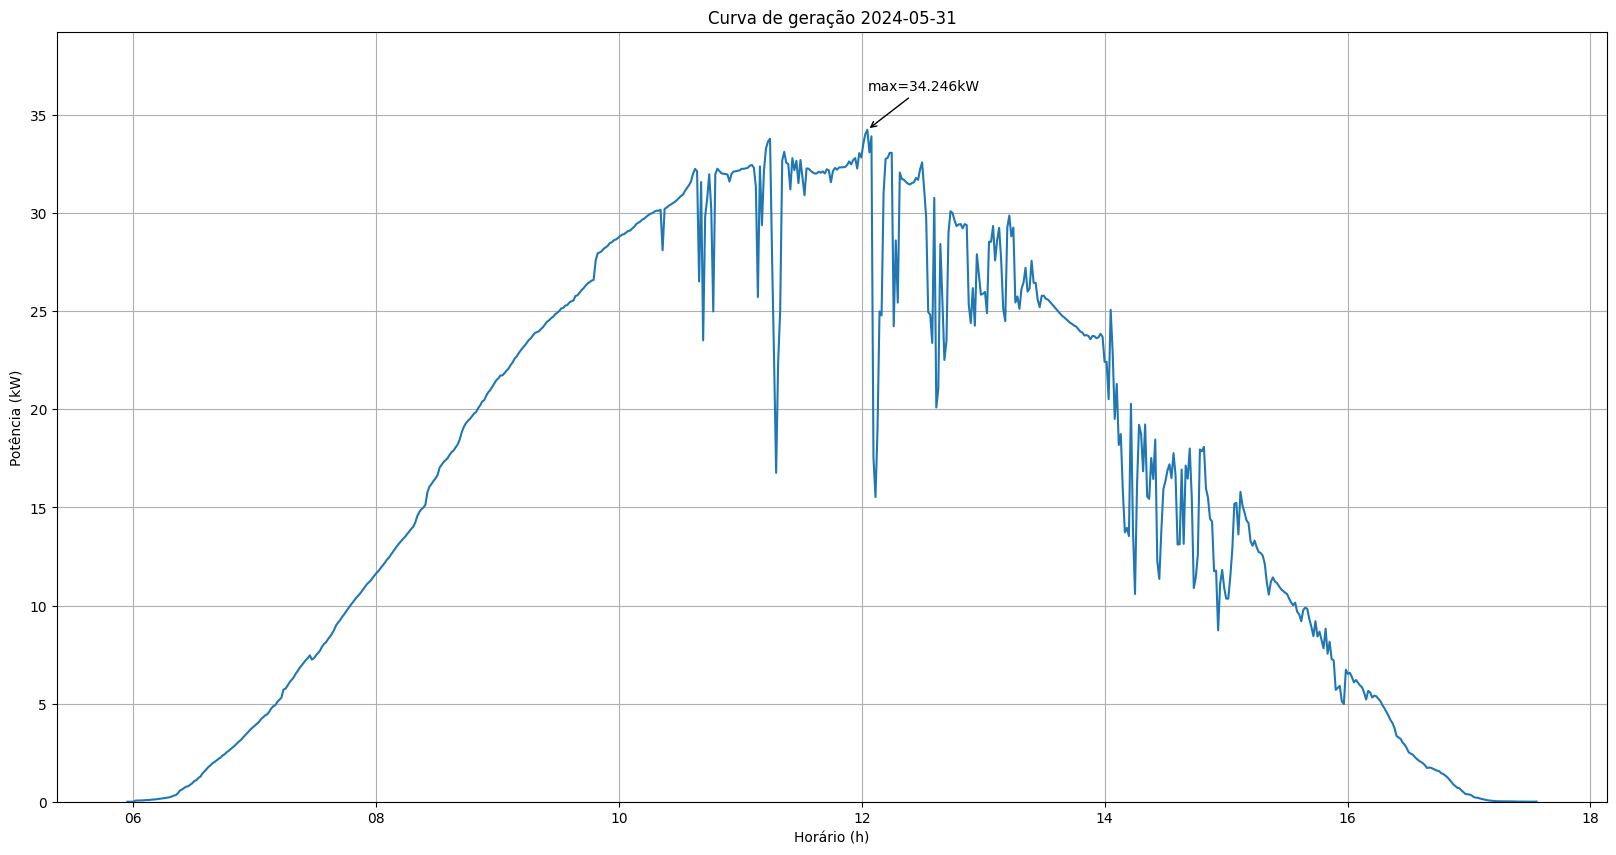 Curva de geração 2024-05-31
max=34.246kW
35
30
25
20
15
10
5
0
Potência (kW)
06 08 10 12 14 16 18
Horário (h)